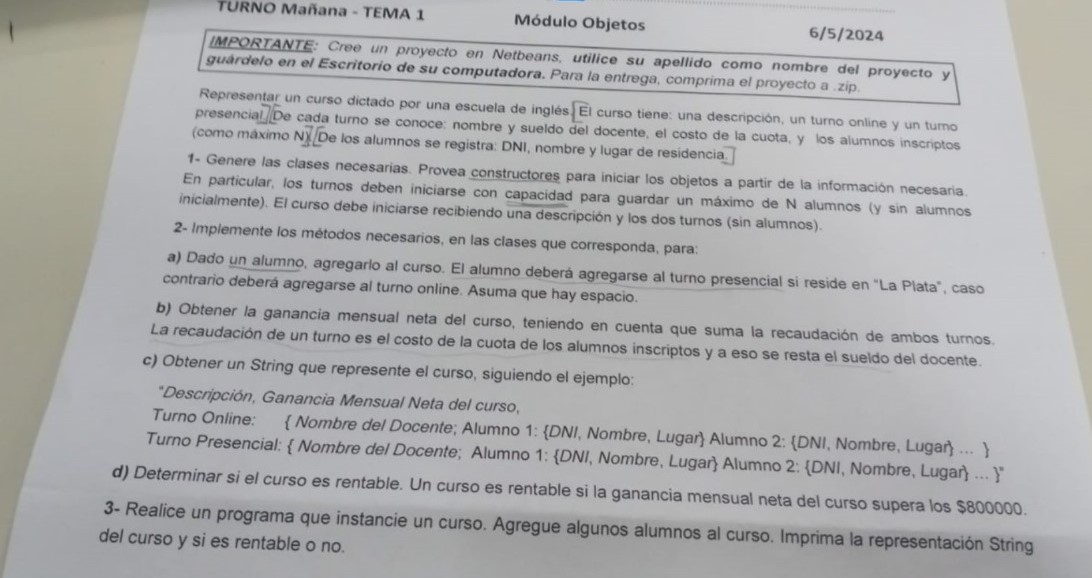 TURNO Mañana - TEMA 1
Módulo Objetos
6/5/2024
IMPORTANTE: Cree un proyecto en Netbeans, utilice su apellido como nombre del proyecto y
guárdelo en el Escritorio de su computadora. Para la entrega, comprima el proyecto a .zip.
Representar un curso dictado por una escuela de inglés. El curso tiene: una descripción, un turno online y un turno
presencial. De cada turno se conoce: nombre y sueldo del docente, el costo de la cuota, y los alumnos inscriptos
(como máximo N). De los alumnos se registra: DNI, nombre y lugar de residencia.
1- Genere las clases necesarias. Provea constructores para iniciar los objetos a partir de la información necesaria.
En particular, los turnos deben iniciarse con capacidad para guardar un máximo de N alumnos (y sin alumnos
inicialmente). El curso debe iniciarse recibiendo una descripción y los dos turnos (sin alumnos).
2- Implemente los métodos necesarios, en las clases que corresponda, para:
a) Dado un alumno, agregarlo al curso. El alumno deberá agregarse al turno presencial si reside en "La Plata", caso
contrario deberá agregarse al turno online. Asuma que hay espacio.
b) Obtener la ganancia mensual neta del curso, teniendo en cuenta que suma la recaudación de ambos turnos.
La recaudación de un turno es el costo de la cuota de los alumnos inscriptos y a eso se resta el sueldo del docente.
c) Obtener un String que represente el curso, siguiendo el ejemplo:
"Descripción, Ganancia Mensual Neta del curso,
Turno Online: { Nombre del Docente; Alumno 1: {DNI, Nombre, Lugar} Alumno 2: {DNI, Nombre, Lugar} ... }
Turno Presencial: { Nombre del Docente; Alumno 1: {DNI, Nombre, Lugar} Alumno 2: {DNI, Nombre, Lugar} ... }"
d) Determinar si el curso es rentable. Un curso es rentable si la ganancia mensual neta del curso supera los $800000.
3- Realice un programa que instancie un curso. Agregue algunos alumnos al curso. Imprima la representación String
del curso y si es rentable o no.